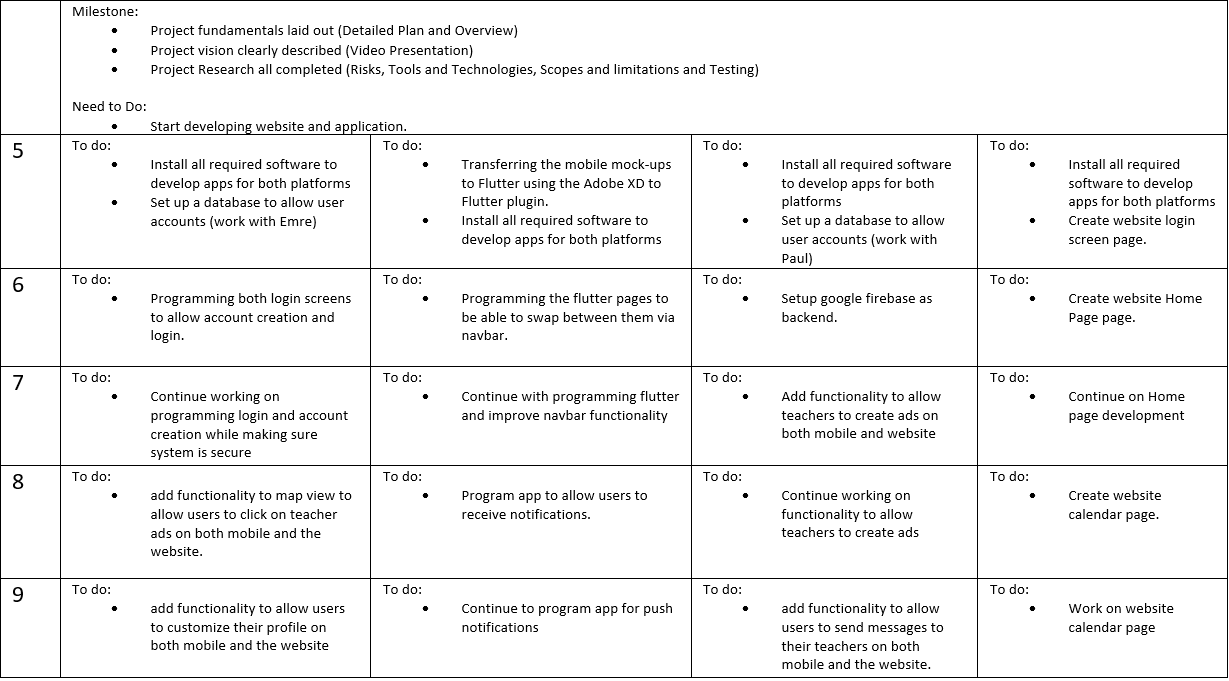 Milestone:
• Project fundamentals laid out (Detailed Plan and Overview)
• Project vision clearly described (Video Presentation)
• Project Research all completed (Risks, Tools and Technologies, Scopes and limitations and Testing)
Need to Do:
• Start developing website and application.
5
To do:
• Install all required software to
develop apps for both platforms
• Set up a database to allow user
accounts (work with Emre)
To do:
• Transferring the mobile mock-ups
to Flutter using the Adobe XD to
Flutter plugin.
• Install all required software to
develop apps for both platforms
To do:
• Install all required software
to develop apps for both
platforms
• Set up a database to allow
user accounts (work with
Paul)
To do:
• Install all required
software to develop
apps for both platforms
• Create website login
screen page.
6
To do:
• Programming both login screens
to allow account creation and
login.
To do:
• Programming the flutter pages to
be able to swap between them via
navbar.
To do:
• Setup google firebase as
backend.
To do:
• Create website Home
Page page.
7
To do:
• Continue working on
programming login and account
creation while making sure
system is secure
To do:
• Continue with programming flutter
and improve navbar functionality
To do:
• Add functionality to allow
teachers to create ads on
both mobile and website
To do:
• Continue on Home
page development
8
To do:
• add functionality to map view to
allow users to click on teacher
ads on both mobile and the
website.
To do:
• Program app to allow users to
receive notifications.
To do:
• Continue working on
functionality to allow
teachers to create ads
To do:
• Create website
calendar page.
9
To do:
• add functionality to allow users
to customize their profile on
both mobile and the website
To do:
• Continue to program app for push
notifications
To do:
• add functionality to allow
users to send messages to
their teachers on both
mobile and the website.
To do:
• Work on website
calendar page